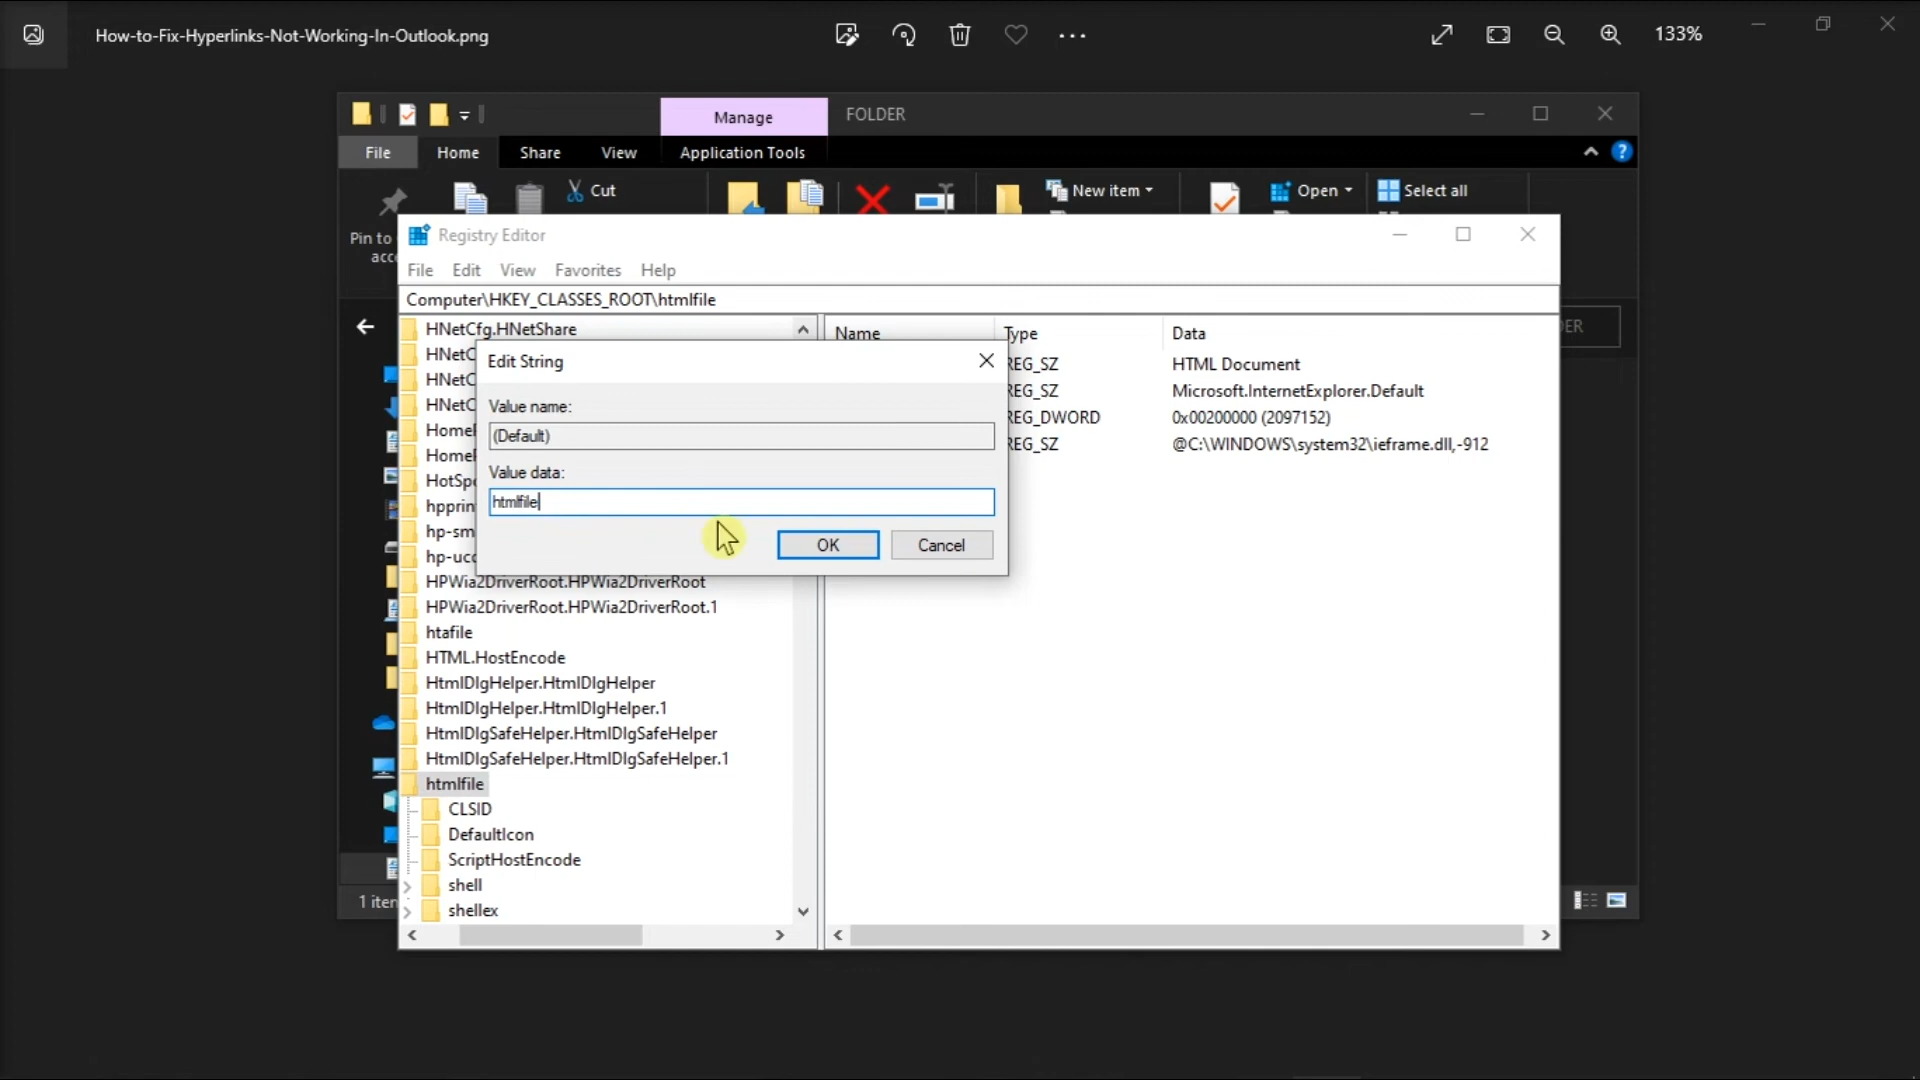 How-to-Fix-Hyperlinks-Not-Working-In-Outlook.png
133%
Manage
FOLDER
File
Home
Share
View
Application Tools
Cut
New item
Open
Select all
Pin to
Registry Editor
File Edit View Favorites Help
Computer\HKEY_CLASSES_ROOT\htmlfile
HNetCfg.HNetShare
Name
Type
Data
Edit String
REG_SZ
HTML Document
REG_SZ
Microsoft.InternetExplorer.Default
Value name:
REG_DWORD
0x00200000 (2097152)
(Default)
REG_SZ
@C:\WINDOWS\system32\ieframe.dll,-912
Value data:
htmlfile
OK
Cancel
HPWia2DriverRoot.HPWia2DriverRoot
HPWia2DriverRoot.HPWia2DriverRoot.1
htafile
HTML.HostEncode
HtmlDlgHelper.HtmlDlgHelper
HtmlDlgHelper.HtmlDlgHelper.1
HtmlDlgSafeHelper.HtmlDlgSafeHelper
HtmlDlgSafeHelper.HtmlDlgSafeHelper.1
htmlfile
CLSID
DefaultIcon
ScriptHostEncode
shell
shellex